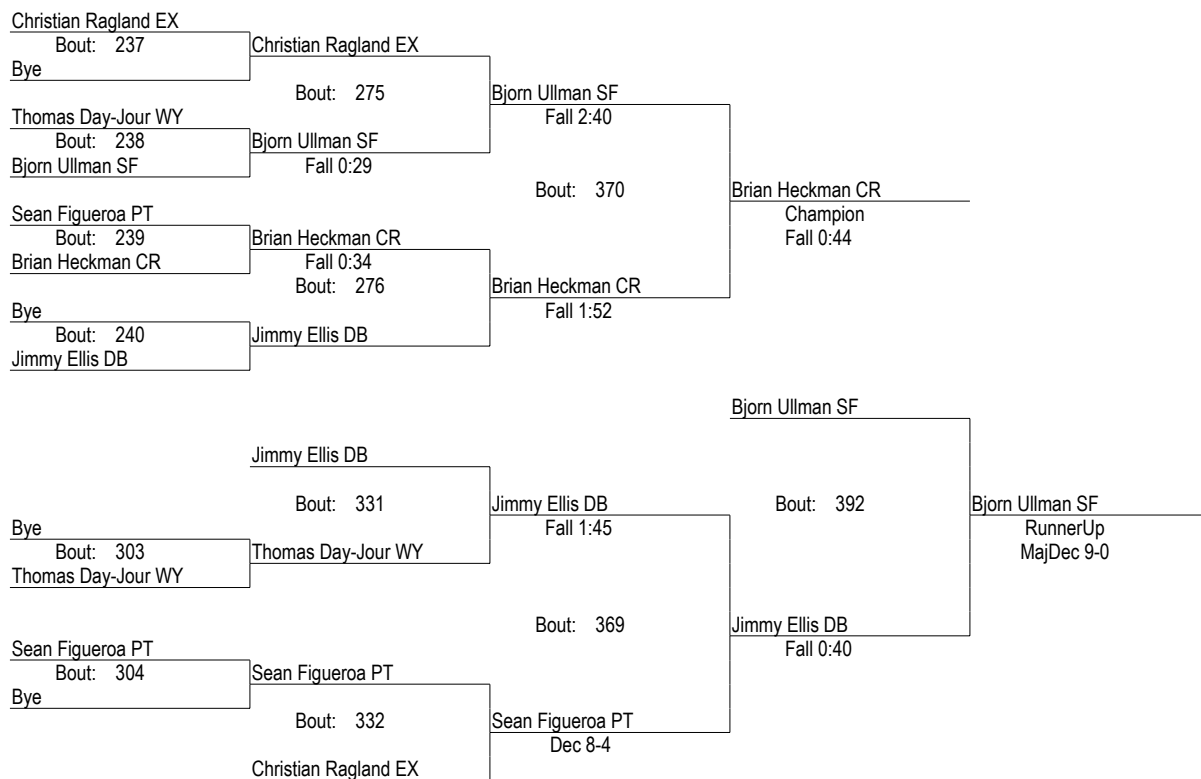 Christian Ragland EX
Bout: 237
Christian Ragland EX
Bye
Bout: 275
Bjorn Ullman SF
Thomas Day-Jour WY
Fall 2:40
Bout: 238
Bjorn Ullman SF
Bjorn Ullman SF
Fall 0:29
Bout: 370
Brian Heckman CR
Sean Figueroa PT
Champion
Bout: 239
Brian Heckman CR
Fall 0:44
Brian Heckman CR
Fall 0:34
Bout: 276
Brian Heckman CR
Bye
Fall 1:52
Bout: 240
Jimmy Ellis DB
Jimmy Ellis DB
Bjorn Ullman SF
Jimmy Ellis DB
Bout: 331
Jimmy Ellis DB
Bout: 392
Bjorn Ullman SF
Bye
Fall 1:45
RunnerUp
Bout: 303
Thomas Day-Jour WY
MajDec 9-0
Thomas Day-Jour WY
Bout: 369
Jimmy Ellis DB
Sean Figueroa PT
Fall 0:40
Bout: 304
Sean Figueroa PT
Bye
Bout: 332
Sean Figueroa PT
Dec 8-4
Christian Ragland EX